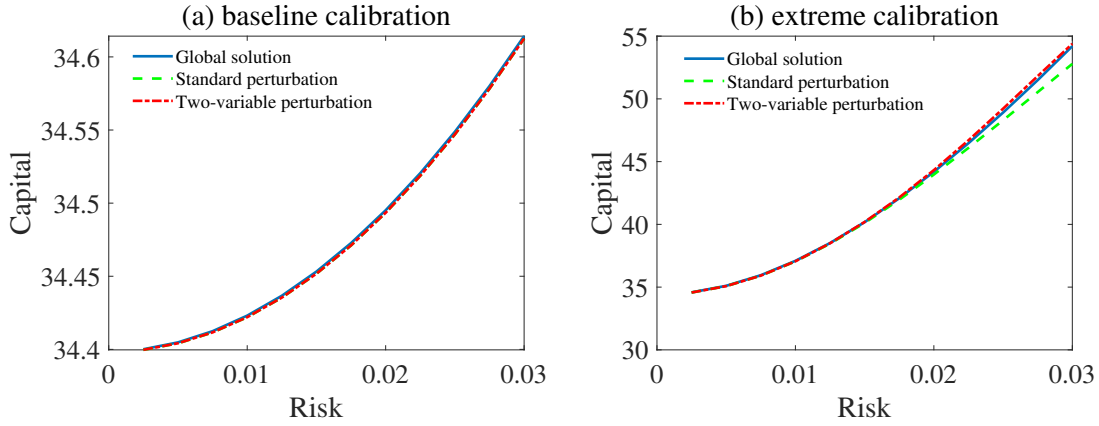 (a) baseline calibration
34.6
34.55
34.5
34.45
34.4
Capital
Global solution
Standard perturbation
Two-variable perturbation
0
0.01
0.02
0.03
Risk
(b) extreme calibration
55
50
45
40
35
30
Capital
Global solution
Standard perturbation
Two-variable perturbation
0
0.01
0.02
0.03
Risk